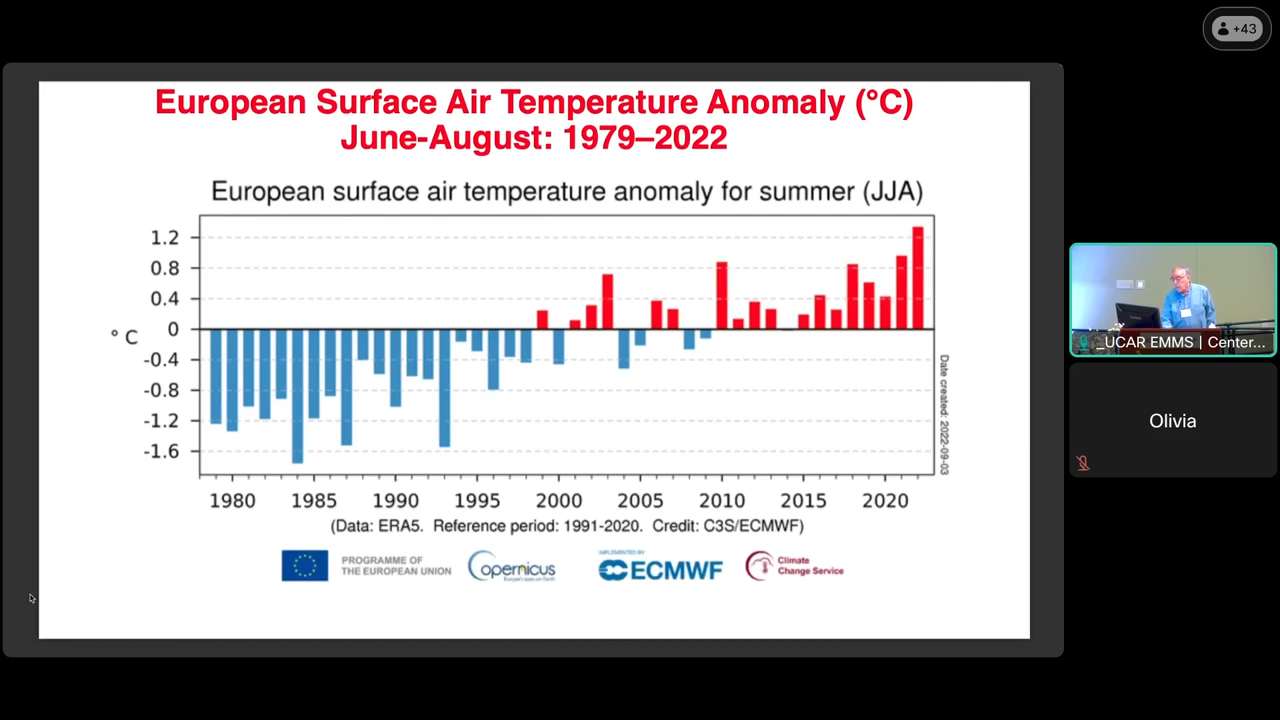 +43
European Surface Air Temperature Anomaly (°C)
June-August: 1979–2022
European surface air temperature anomaly for summer (JJA)
1.2
0.8
0.4
0
-0.4
-0.8
-1.2
-1.6
° C
1980 1985 1990 1995 2000 2005 2010 2015 2020
Date created: 2022-09-03
(Data: ERA5. Reference period: 1991-2020. Credit: C3S/ECMWF)
PROGRAMME OF
THE EUROPEAN UNION
opernicus
Europe's eyes on Earth
IMPLEMENTED BY
ECMWF
Climate
Change Service
_UCAR EMMS | Center...
Olivia